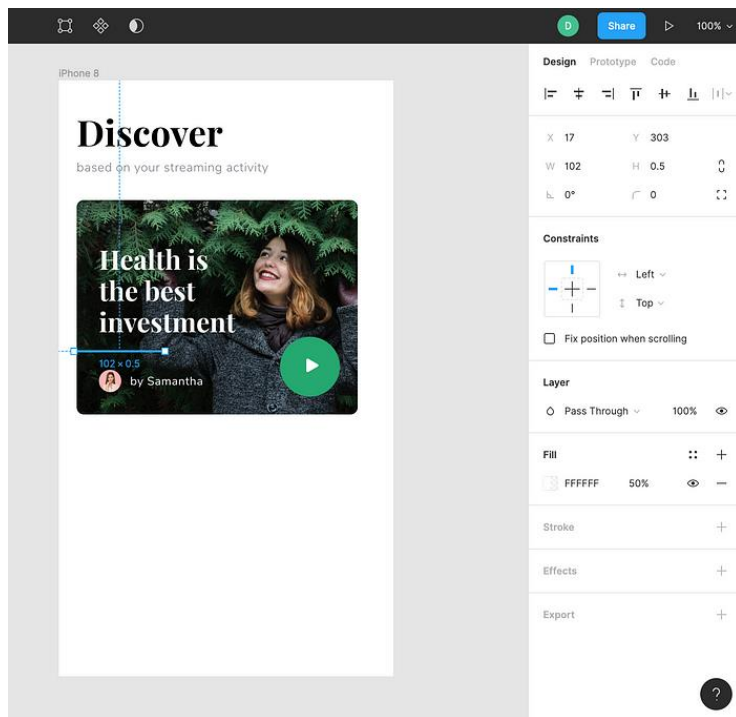 D
Share
100%
Design Prototype Code
iPhone 8
Discover
based on your streaming activity
Health is
the best
investment
102 × 0.5
by Samantha
X 17 Y 303
W 102 H 0.5
0° 0
Constraints
Left
Top
Fix position when scrolling
Layer
Pass Through 100%
Fill
FFFFFF 50%
Stroke
Effects
Export
?